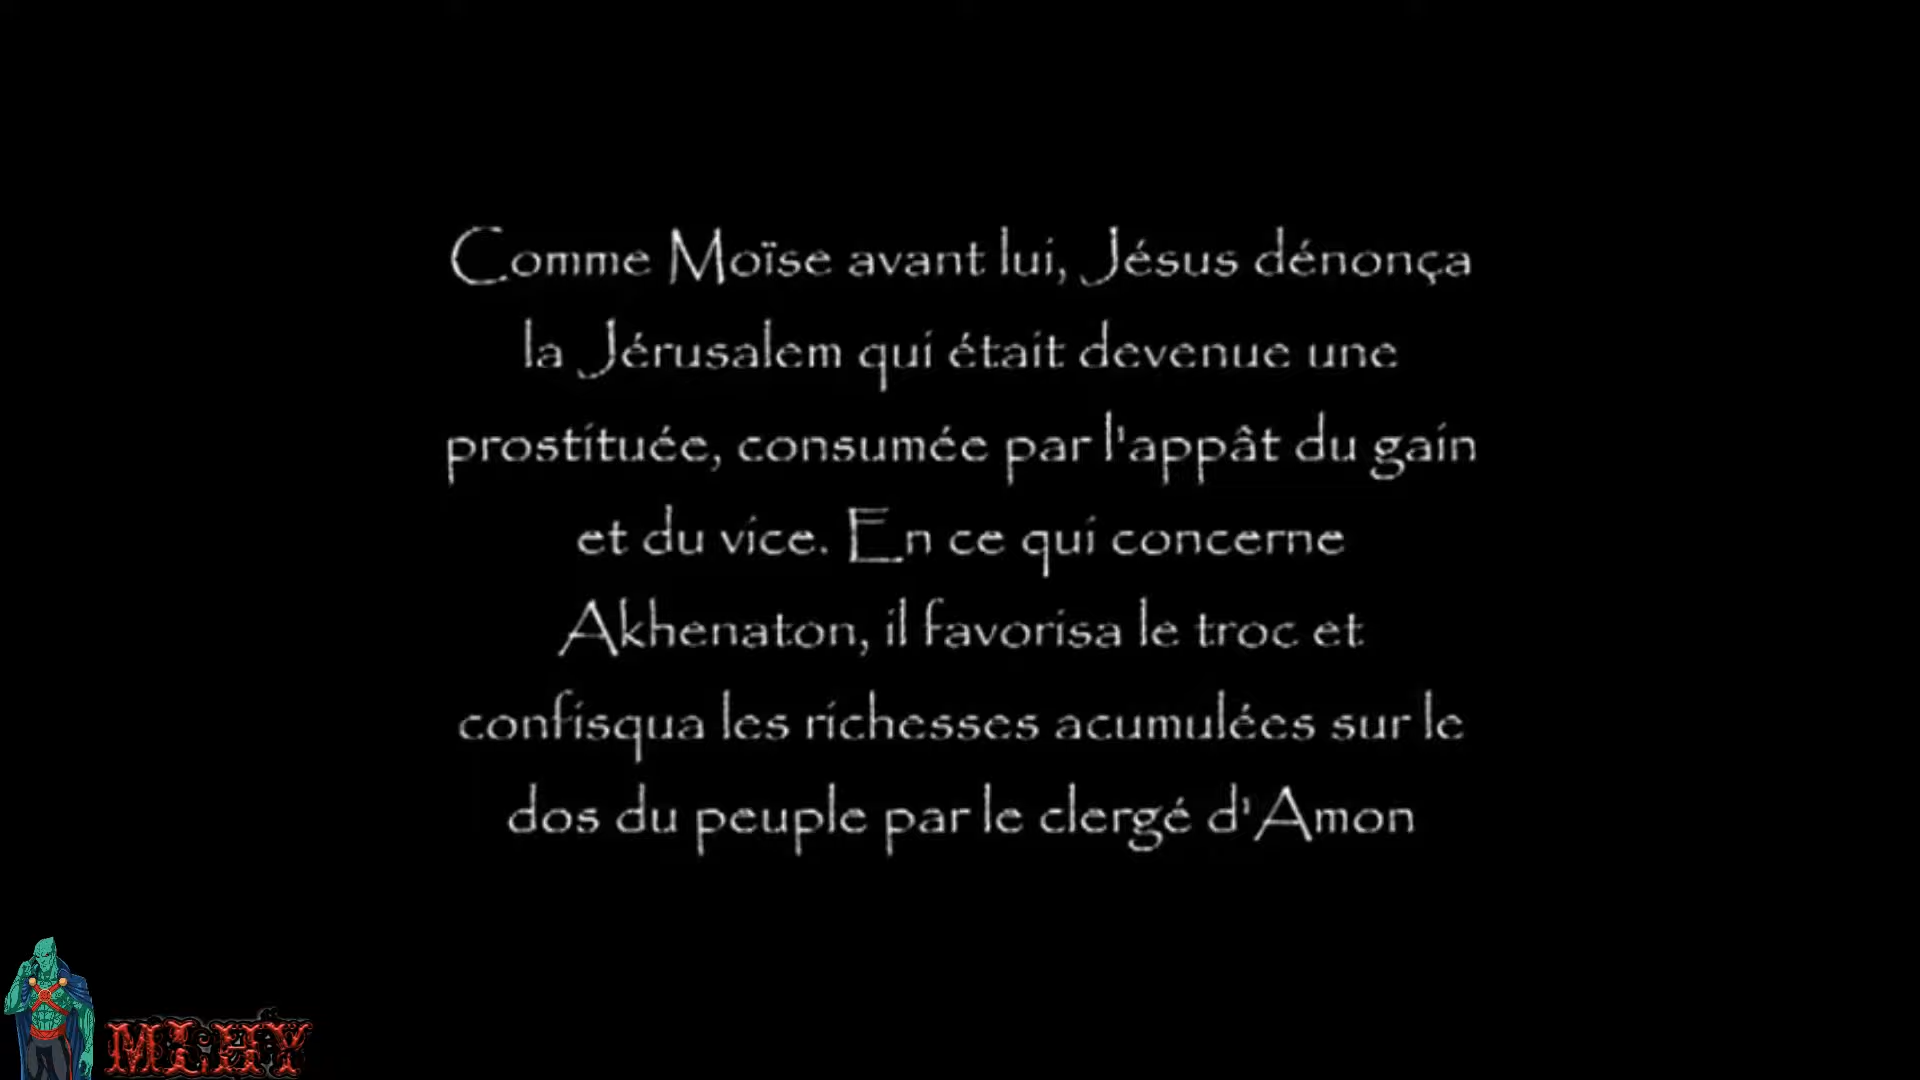 Comme Moïse avant lui, Jésus dénonça
la Jérusalem qui était devenue une
prostituée, consumée par l'appât du gain
et du vice. En ce qui concerne
Akhenaton, il favorisa le troc et
confisqua les richesses acumulées sur le
dos du peuple par le clergé d'Amon